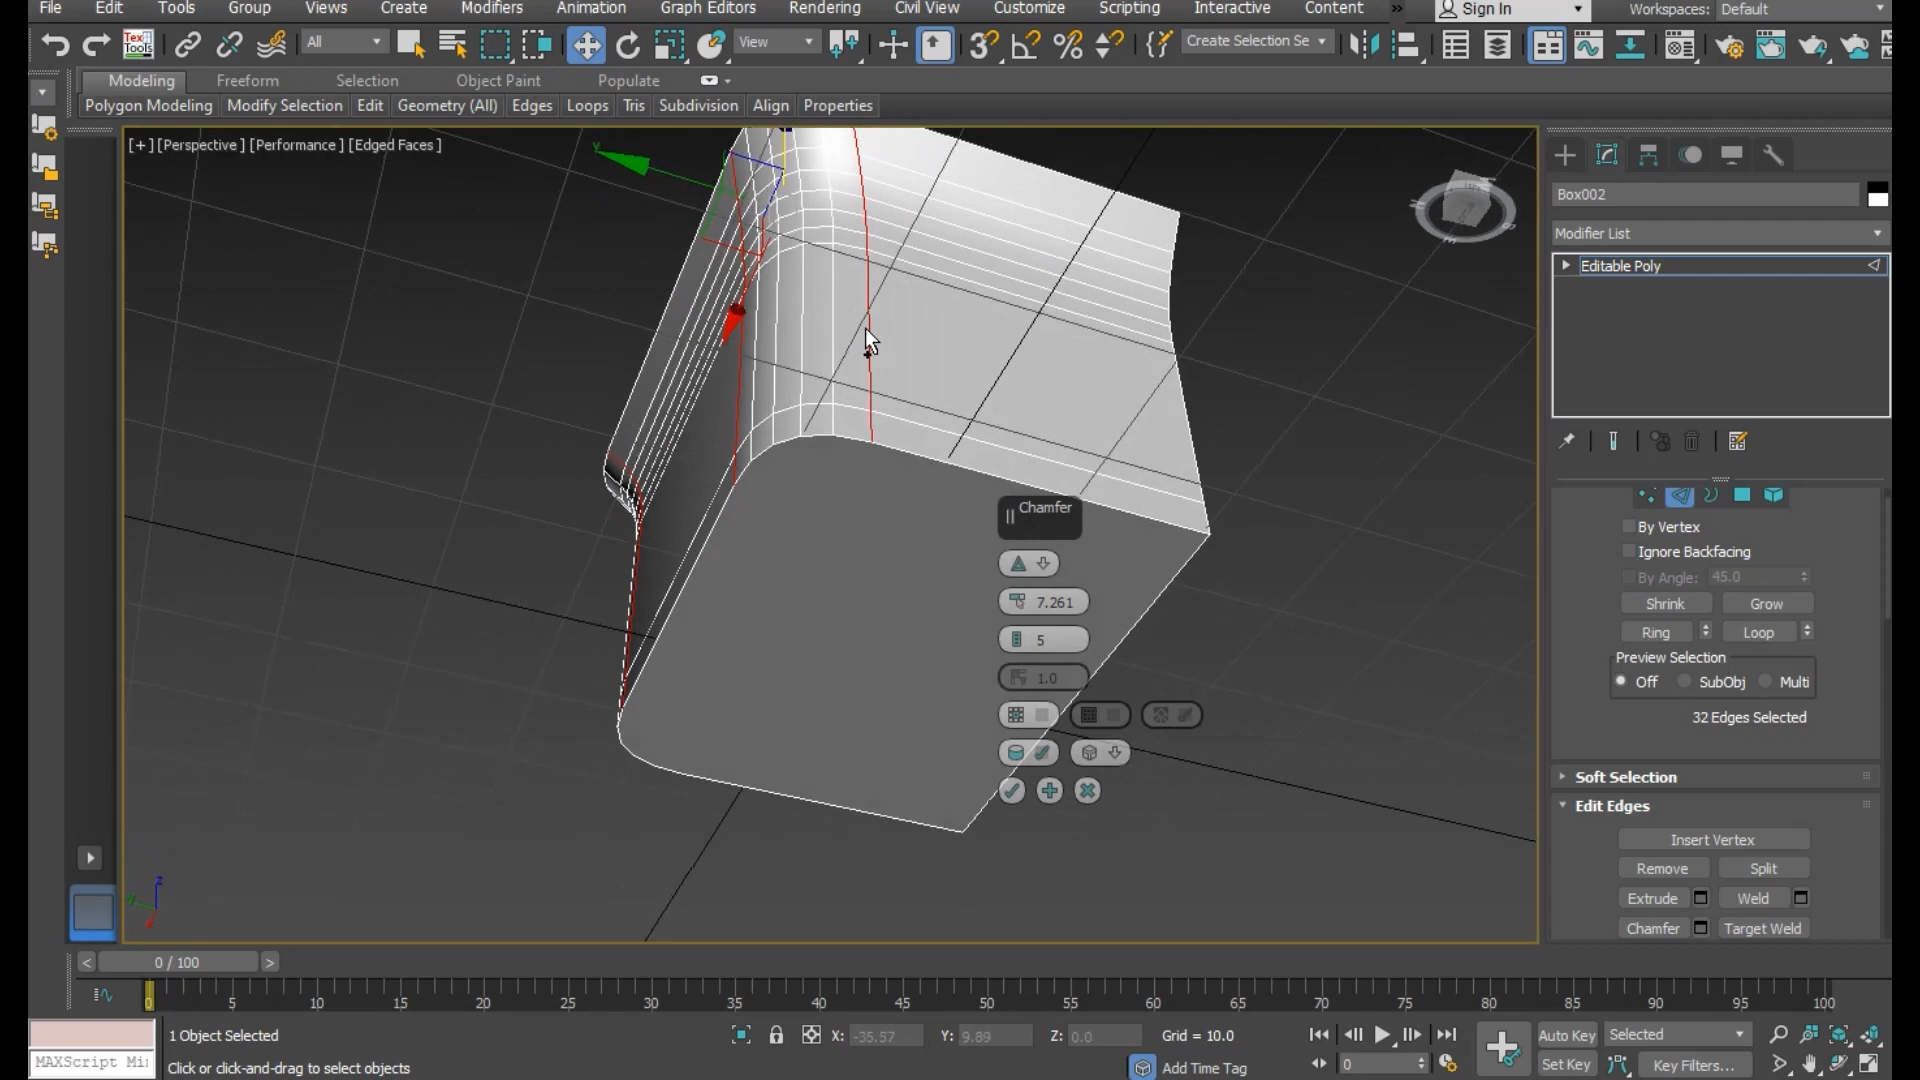 File Edit Tools Group Views Create Modifiers Animation Graph Editors Rendering Civil View Customize Scripting Interactive Content » Sign In Workspaces: Default
Tex Tools All View Create Selection Se
Modeling Freeform Selection Object Paint Populate
Polygon Modeling Modify Selection Edit Geometry (All) Edges Loops Tris Subdivision Align Properties
[+] [Perspective] [Performance] [Edged Faces]
Box002
Modifier List
Editable Poly
By Vertex
Ignore Backfacing
By Angle: 45.0
Shrink Grow
Ring Loop
Preview Selection
Off SubObj Multi
32 Edges Selected
Soft Selection
Edit Edges
Insert Vertex
Remove Split
Extrude Weld
Chamfer Target Weld
Chamfer
7.261
5
1.0
y
z
< 0 / 100 >
0 5 10 15 20 25 30 35 40 45 50 55 60 65 70 75 80 85 90 95 100
1 Object Selected X: -35.57 Y: 9.89 Z: 0.0 Grid = 10.0 Auto Key Selected
MAXScript Mi Click or click-and-drag to select objects Add Time Tag 0 Set Key Key Filters...